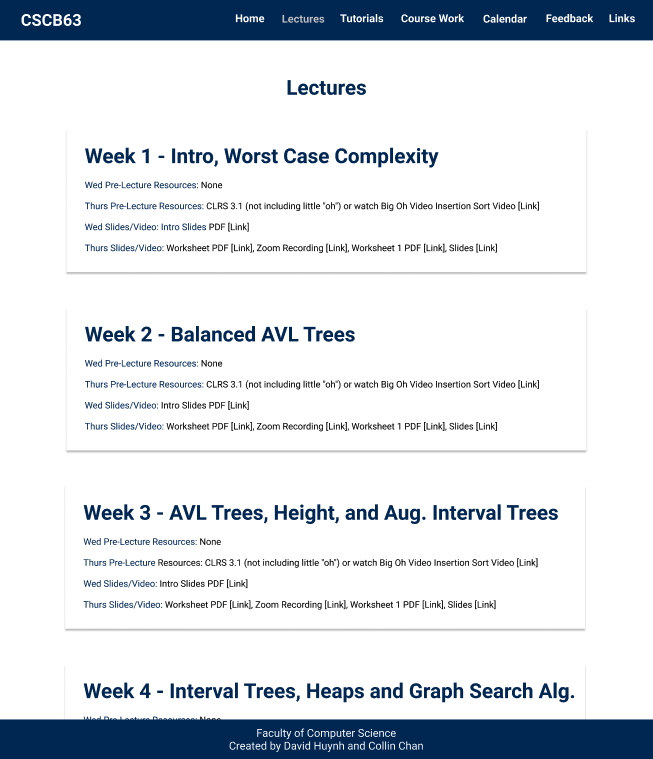 CSCB63
Home Lectures Tutorials Course Work Calendar Feedback Links
Lectures
Week 1 - Intro, Worst Case Complexity
Wed Pre-Lecture Resources: None
Thurs Pre-Lecture Resources: CLRS 3.1 (not including little "oh") or watch Big Oh Video Insertion Sort Video [Link]
Wed Slides/Video: Intro Slides PDF [Link]
Thurs Slides/Video: Worksheet PDF [Link], Zoom Recording [Link], Worksheet 1 PDF [Link], Slides [Link]
Week 2 - Balanced AVL Trees
Wed Pre-Lecture Resources: None
Thurs Pre-Lecture Resources: CLRS 3.1 (not including little "oh") or watch Big Oh Video Insertion Sort Video [Link]
Wed Slides/Video: Intro Slides PDF [Link]
Thurs Slides/Video: Worksheet PDF [Link], Zoom Recording [Link], Worksheet 1 PDF [Link], Slides [Link]
Week 3 - AVL Trees, Height, and Aug. Interval Trees
Wed Pre-Lecture Resources: None
Thurs Pre-Lecture Resources: CLRS 3.1 (not including little "oh") or watch Big Oh Video Insertion Sort Video [Link]
Wed Slides/Video: Intro Slides PDF [Link]
Thurs Slides/Video: Worksheet PDF [Link], Zoom Recording [Link], Worksheet 1 PDF [Link], Slides [Link]
Week 4 - Interval Trees, Heaps and Graph Search Alg.
Wed Pre-Lecture Resources: None
Faculty of Computer Science
Created by David Huynh and Collin Chan